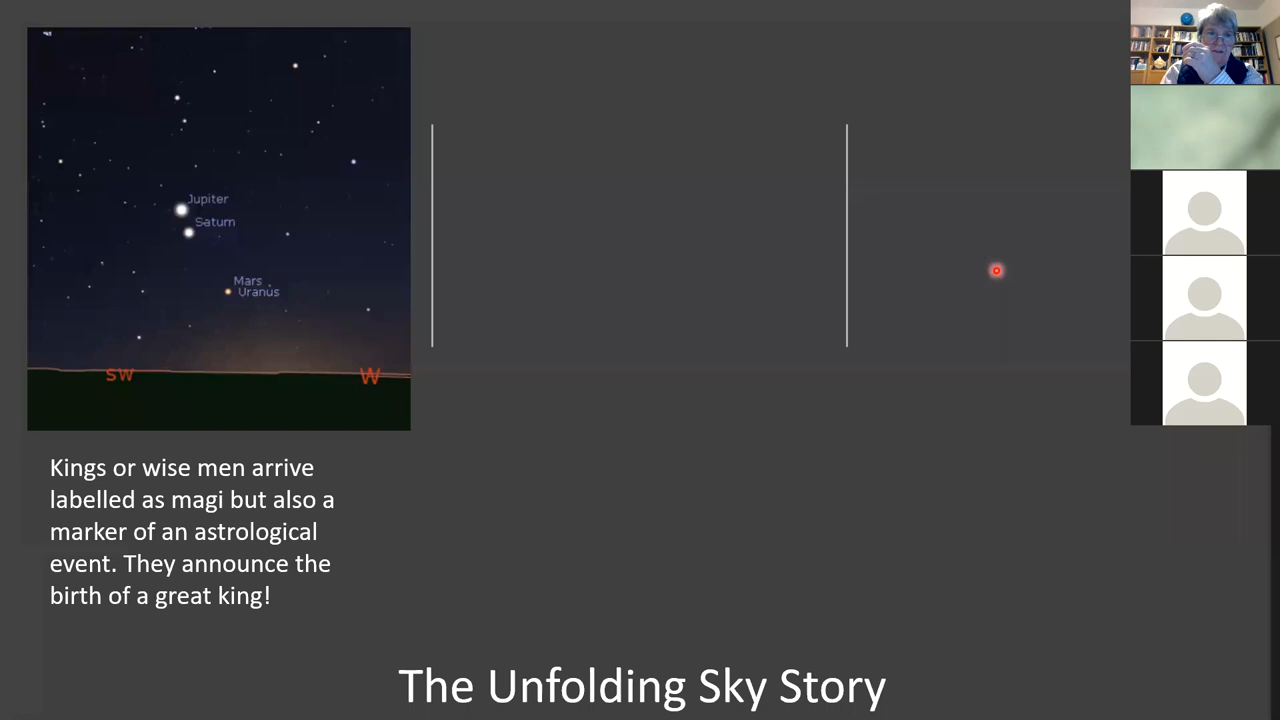 Jupiter
Saturn
Mars
Uranus
SW
W
Kings or wise men arrive
labelled as magi but also a
marker of an astrological
event. They announce the
birth of a great king!
The Unfolding Sky Story